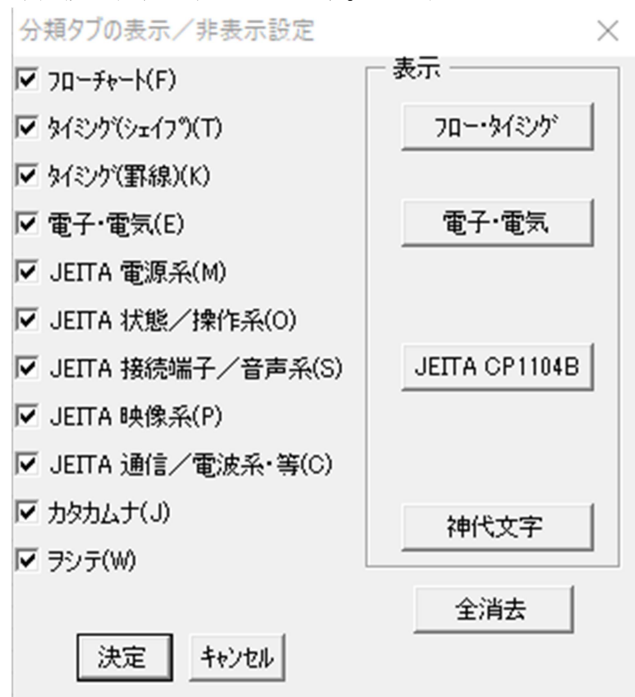 分類タブの表示／非表示設定
ﾌﾛｰﾁｬｰﾄ(F)
ﾀｲﾐﾝｸﾞ(ｼｪｲﾌﾟ)(T)
ﾀｲﾐﾝｸﾞ(罫線)(K)
電子･電気(E)
JEITA 電源系(M)
JEITA 状態／操作系(O)
JEITA 接続端子／音声系(S)
JEITA 映像系(P)
JEITA 通信／電波系･等(C)
ｶﾀｶﾑﾅ(J)
ヲシテ(W)
表示
ﾌﾛｰ･ﾀｲﾐﾝｸﾞ
電子･電気
JEITA CP1104B
神代文字
全消去
決定
ｷｬﾝｾﾙ